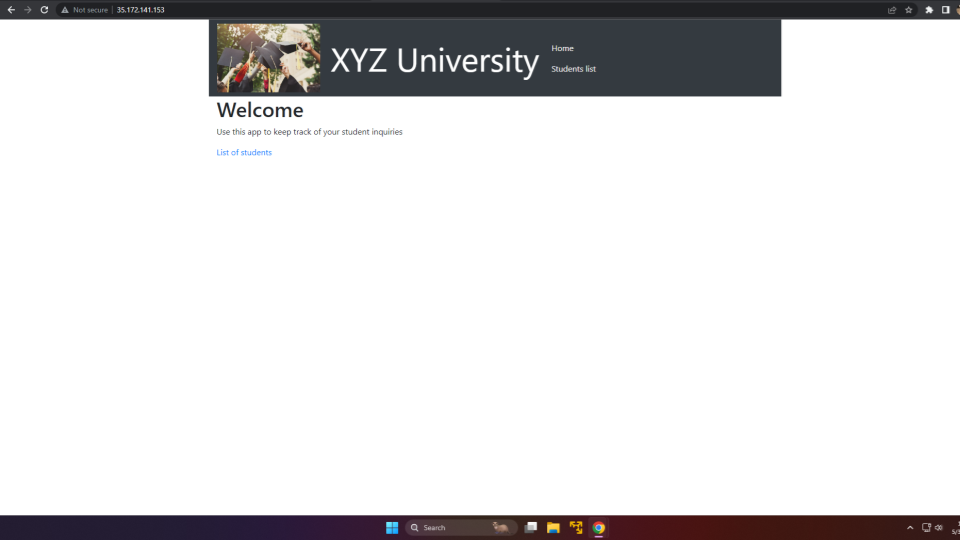 Not secure 35.172.141.153
XYZ University
Home
Students list
Welcome
Use this app to keep track of your student inquiries
List of students
Search